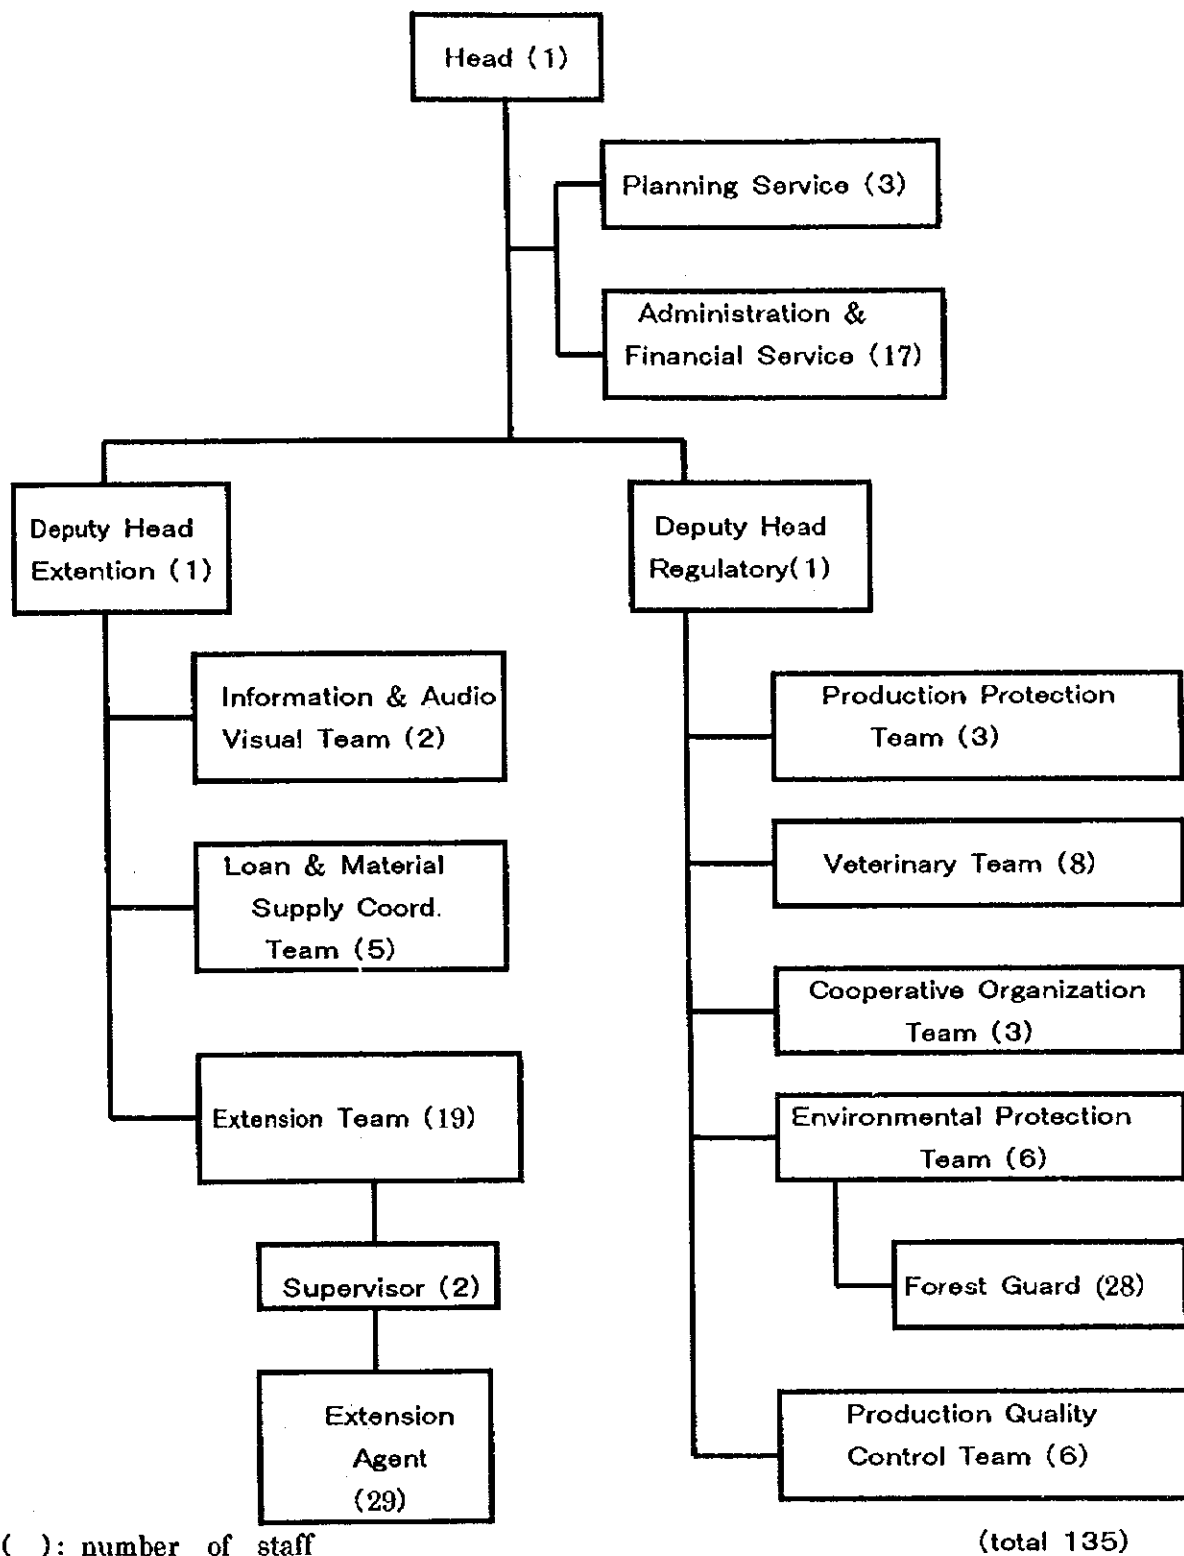 Head (1)
Planning Service (3)
Administration &
Financial Service (17)
Deputy Head
Extention (1)
Deputy Head
Regulatory(1)
Information & Audio
Visual Team (2)
Loan & Material
Supply Coord.
Team (5)
Extension Team (19)
Supervisor (2)
Extension
Agent
(29)
Production Protection
Team (3)
Veterinary Team (8)
Cooperative Organization
Team (3)
Environmental Protection
Team (6)
Forest Guard (28)
Production Quality
Control Team (6)
( ): number of staff
(total 135)